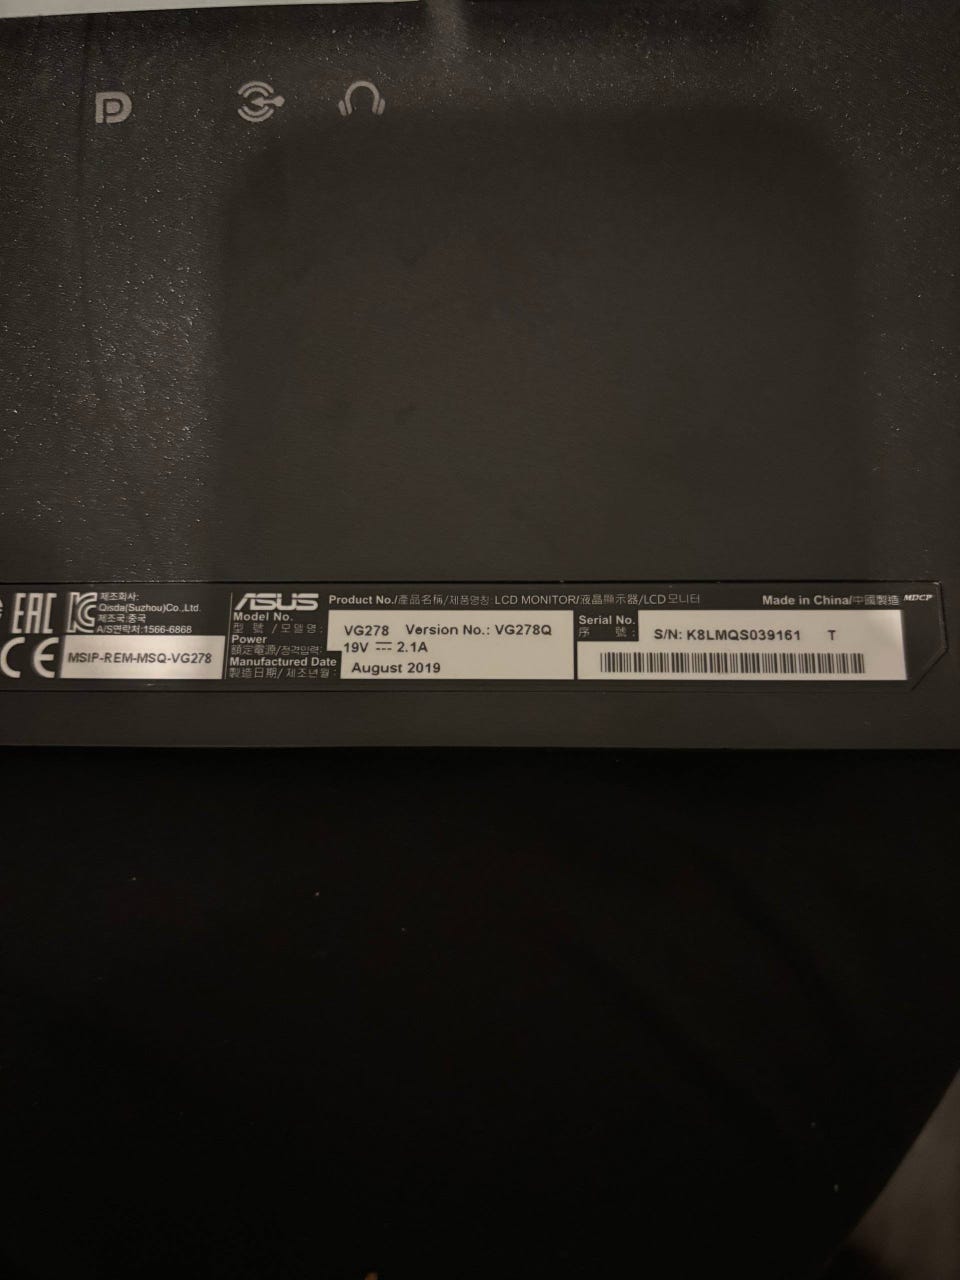 EAC
제조회사:
Qisda(Suzhou)Co.,Ltd.
제조국:중국
A/S연락처:1566-6868
CE
MSIP-REM-MSQ-VG278
ASUS
Product No./產品名稱/제품명칭: LCD MONITOR/液晶顯示器/LCD 모니터
Made in China/中國製造 MDCP
Model No.
型 號 /모델명:
VG278 Version No.: VG278Q
Power
額定電源/정격입력:
19V 2.1A
Manufactured Date
製造日期/제조년월:
August 2019
Serial No.
序 號:
S/N: K8LMQS039161 T